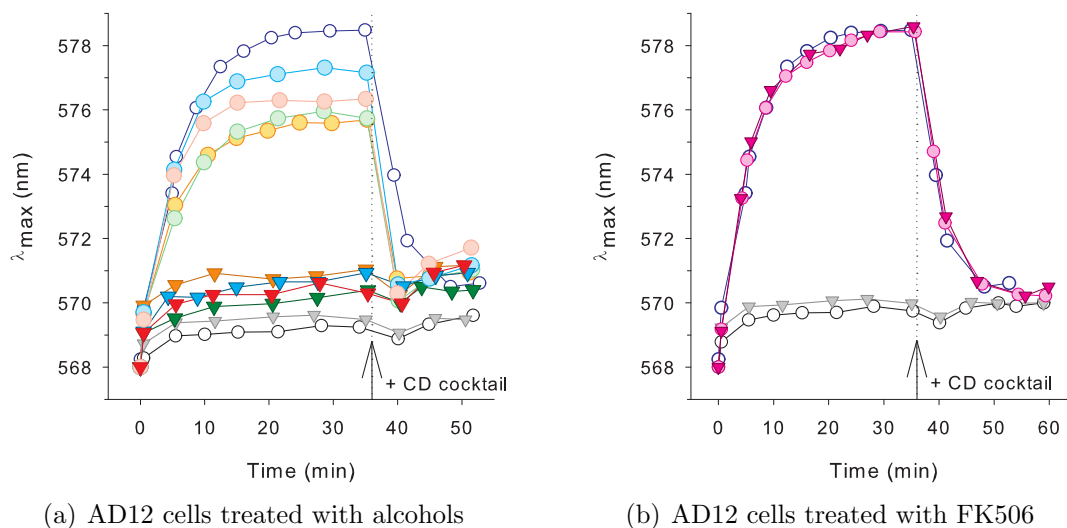 578
576
574
572
570
568
λmax (nm)
0 10 20 30 40 50
Time (min)
+ CD cocktail
(a) AD12 cells treated with alcohols
578
576
574
572
570
568
λmax (nm)
0 10 20 30 40 50 60
Time (min)
+ CD cocktail
(b) AD12 cells treated with FK506